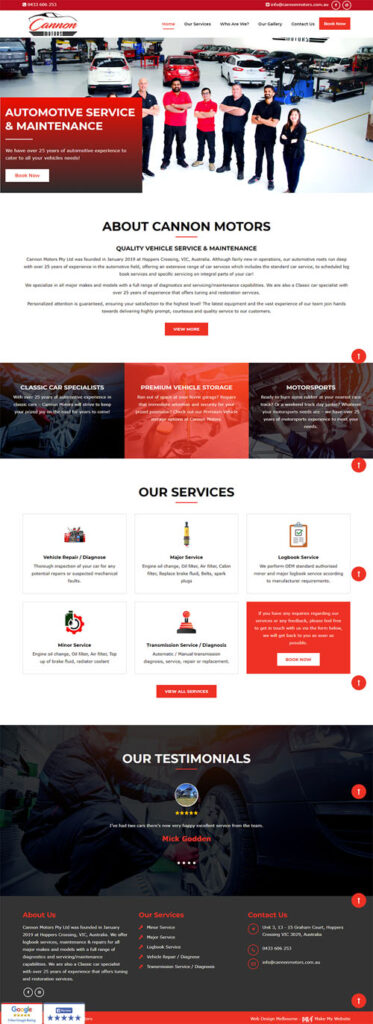 0433 606 253
info@cannonmotors.com.au
Cannon
MOTORS
Home
Our Services
Who Are We?
Our Gallery
Contact Us
Book Now
AUTOMOTIVE SERVICE
& MAINTENANCE
We have over 25 years of automotive experience to
cater to all your vehicles needs!
Book Now
ABOUT CANNON MOTORS
QUALITY VEHICLE SERVICE & MAINTENANCE
Cannon Motors Pty Ltd was founded in January 2019 at Hoppers Crossing, VIC, Australia. Although fairly new in operations, our automotive roots run deep
with over 25 years of experience in the automotive field, offering an extensive range of car services which includes the standard car service, to scheduled log
book services and specific servicing on integral parts of your car!
We specialize in all major makes and models with a full range of diagnostics and servicing/maintenance capabilities. We are also a Classic car specialist with
over 25 years of experience that offers tuning and restoration services.
Personalized attention is guaranteed, ensuring your satisfaction to the highest level! The latest equipment and the vast experience of our team join hands
towards delivering highly prompt, courteous and quality service to our customers.
VIEW MORE
CLASSIC CAR SPECIALISTS
With over 25 years of automotive experience in
classic cars – Cannon Motors will strive to keep
your proud joy on the road for years to come!
PREMIUM VEHICLE STORAGE
Run out of space at your home garage? Require
that immediate attention and security for your
prized possession? Check out our Premium Vehicle
storage options at Cannon Motors.
MOTORSPORTS
Ready to burn some rubber at your nearest race
track? Or a weekend track day junkie? Whatever
your motorsports needs are - we have over 25
years of motorsports experience to meet your
needs.
OUR SERVICES
Vehicle Repair / Diagnose
Thorough inspection of your car for any
potential repairs or suspected mechanical
faults.
Major Service
Engine oil change, Oil filter, Air filter, Cabin
filter, Replace brake fluid, Belts, spark
plugs
Logbook Service
We perform OEM standard authorised
minor and major logbook service according
to manufacturer requirements.
Minor Service
Engine oil change, Oil filter, Air filter, Top
up of brake fluid, radiator coolant
Transmission Service / Diagnosis
Automatic / Manual transmission
diagnosis, service, repair or replacement.
If you have any inquiries regarding our
services or any feedback, please feel free
to get in touch with us via the form below,
we will get back to you as soon as
possible.
BOOK NOW
VIEW ALL SERVICES
OUR TESTIMONIALS
I've had two cars there's now very happy excellent service from the team.
Mick Godden
About Us
Cannon Motors Pty Ltd was founded in January
2019 at Hoppers Crossing, VIC, Australia. We offer
logbook services, maintenance & repairs for all
major makes and models with a full range of
diagnostics and servicing/maintenance
capabilities. We are also a Classic car specialist
with over 25 years of experience that offers tuning
and restoration services.
Our Services
Minor Service
Major Service
Logbook Service
Vehicle Repair / Diagnose
Transmission Service / Diagnosis
Contact Us
Unit 3, 13 - 15 Graham Court, Hoppers
Crossing VIC 3029, Australia
0433 606 253
info@cannonmotors.com.au
Google
Web Design Melbourne
Make My Website